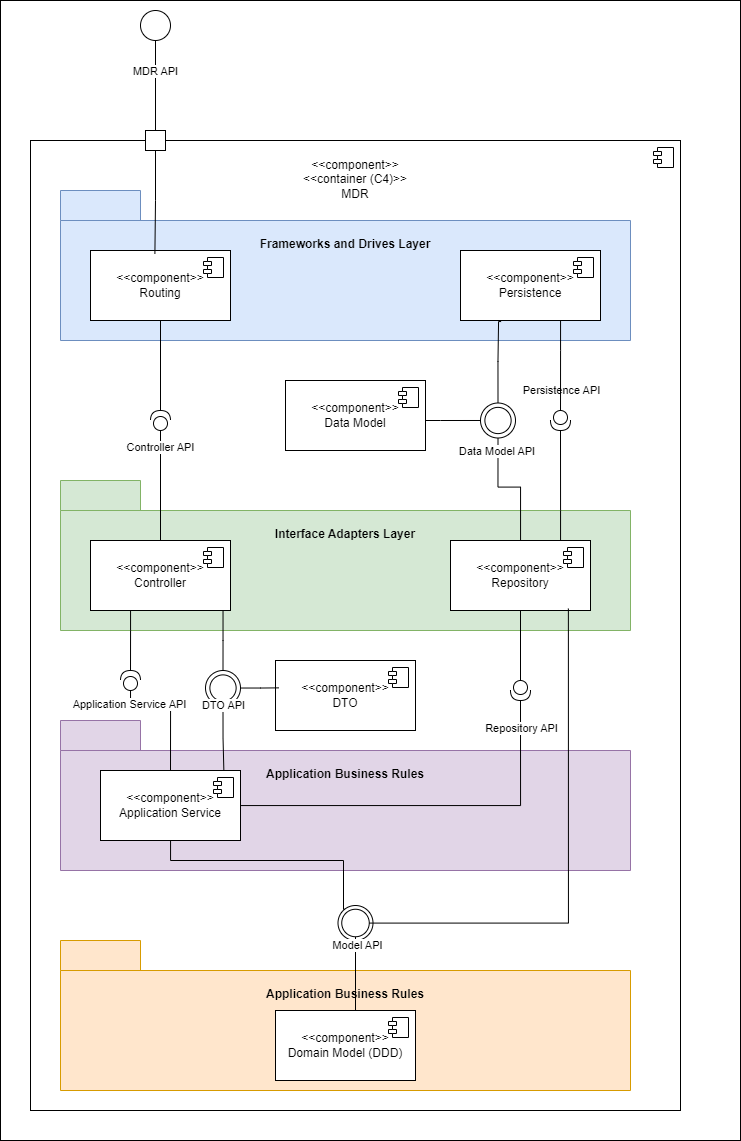 MDR API
<<component>>
<<container (C4)>>
MDR
Frameworks and Drives Layer
<<component>>
Routing
<<component>>
Persistence
Persistence API
<<component>>
Data Model
Controller API
Data Model API
Interface Adapters Layer
<<component>>
Controller
<<component>>
Repository
<<component>>
DTO
Application Service API
DTO API
Repository API
Application Business Rules
<<component>>
Application Service
Model API
Application Business Rules
<<component>>
Domain Model (DDD)